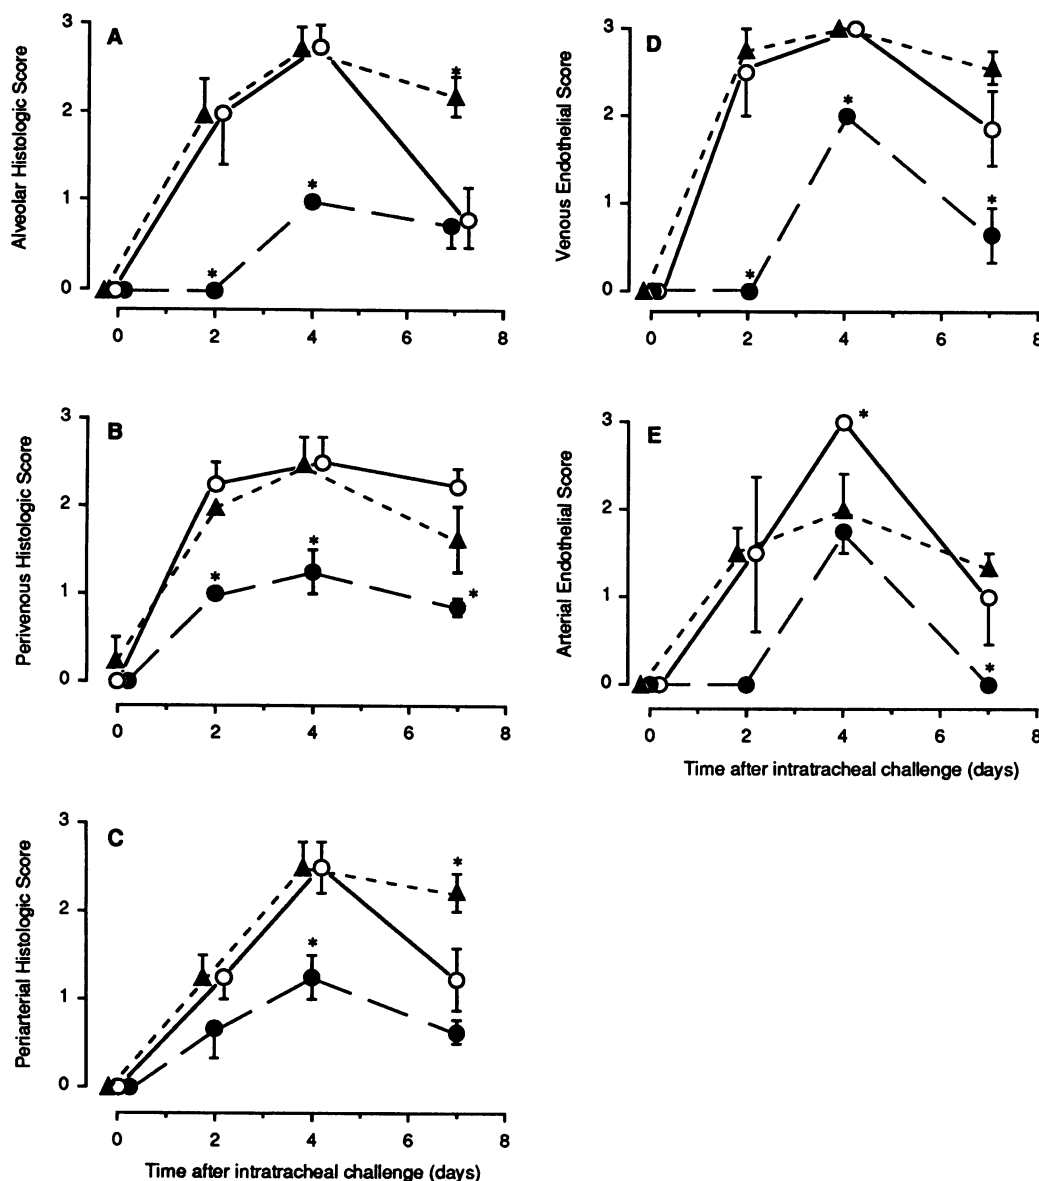 A
Alveolar Histologic Score
3
2
1
0
*
*
*
0 2 4 6 8
D
Venous Endothelial Score
3
2
1
0
*
*
*
0 2 4 6 8
B
Perivenous Histologic Score
3
2
1
0
*
*
*
0 2 4 6 8
E
Arterial Endothelial Score
3
2
1
0
*
*
0 2 4 6 8
Time after intratracheal challenge (days)
C
Periarterial Histologic Score
3
2
1
0
*
*
0 2 4 6 8
Time after intratracheal challenge (days)